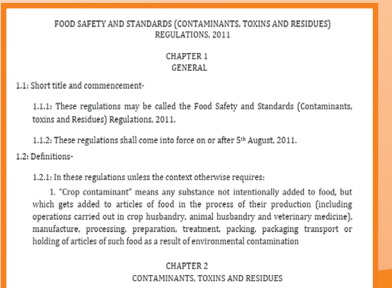 FOOD SAFETY AND STANDARDS (CONTAMINANTS, TOXINS AND RESIDUES)
REGULATIONS, 2011
CHAPTER 1
GENERAL
1.1: Short title and commencement-
1.1.1: These regulations may be called the Food Safety and Standards (Contaminants,
toxins and Residues) Regulations, 2011.
1.1.2: These regulations shall come into force on or after 5th August, 2011.
1.2: Definitions-
1.2.1: In these regulations unless the context otherwise requires:
1. "Crop contaminant" means any substance not intentionally added to food, but
which gets added to articles of food in the process of their production (including
operations carried out in crop husbandry, animal husbandry and veterinary medicine),
manufacture, processing, preparation, treatment, packing, packaging transport or
holding of articles of such food as a result of environmental contamination
CHAPTER 2
CONTAMINANTS, TOXINS AND RESIDUES